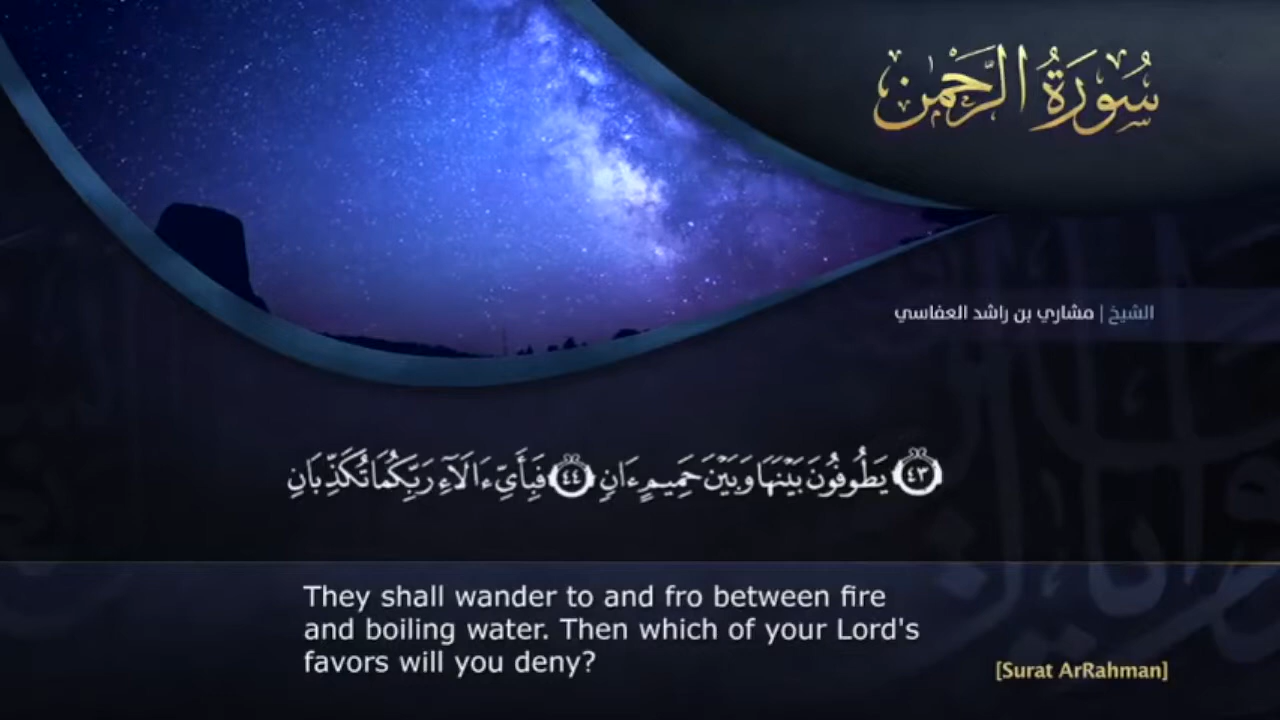 سُورَةُ الرَّحْمَٰن
الشيخ | مشاري بن راشد العفاسي
٤٣ يَطُوفُونَ بَيْنَهَا وَبَيْنَ حَمِيمٍ ءَانٍ ٤٤ فَبِأَيِّ ءَالَآءِ رَبِّكُمَا تُكَذِّبَانِ
They shall wander to and fro between fire
and boiling water. Then which of your Lord's
favors will you deny?
[Surat ArRahman]